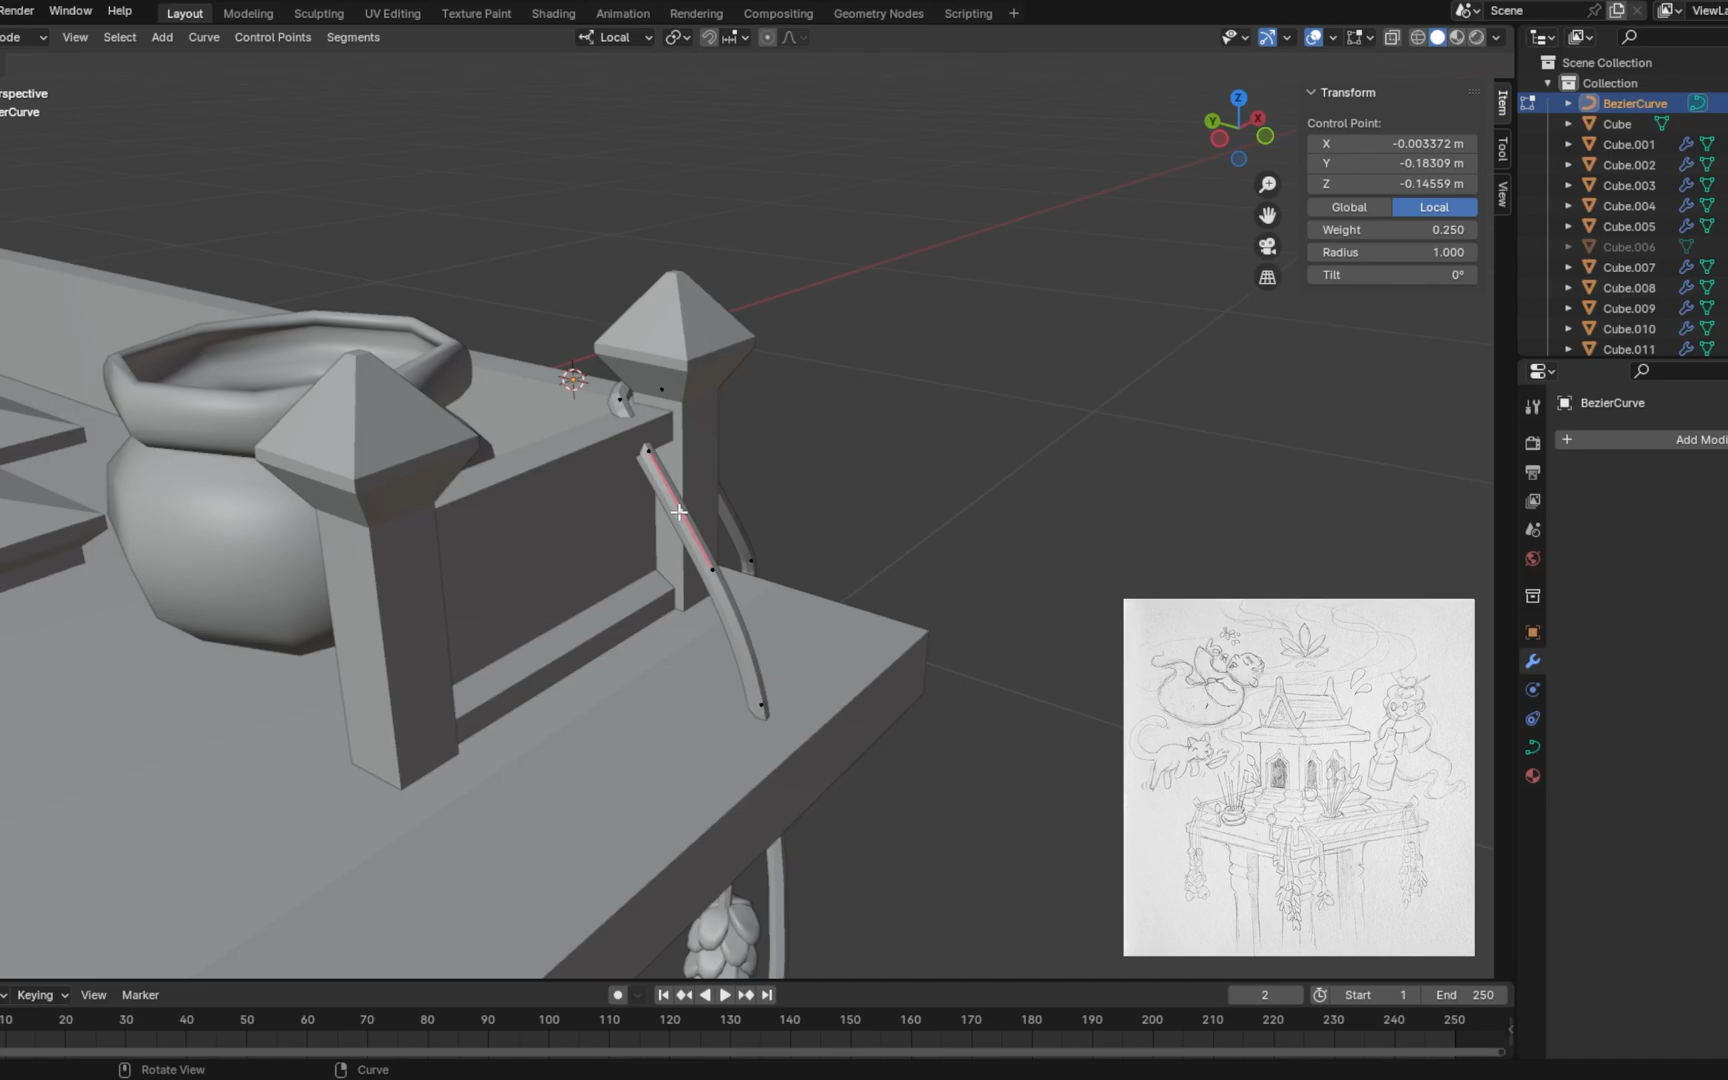 Render Window Help Layout Modeling Sculpting UV Editing Texture Paint Shading Animation Rendering Compositing Geometry Nodes Scripting + Scene ViewLa
ode View Select Add Curve Control Points Segments Local
rspective
erCurve
Z
Y
X
Transform
Control Point:
X -0.003372 m
Y -0.18309 m
Z -0.14559 m
Global Local
Weight 0.250
Radius 1.000
Tilt 0°
Item
Tool
View
Scene Collection
Collection
BezierCurve
Cube
Cube.001
Cube.002
Cube.003
Cube.004
Cube.005
Cube.006
Cube.007
Cube.008
Cube.009
Cube.010
Cube.011
BezierCurve
+ Add Modi
Keying View Marker 2 Start 1 End 250
10 20 30 40 50 60 70 80 90 100 110 120 130 140 150 160 170 180 190 200 210 220 230 240 250
Rotate View Curve